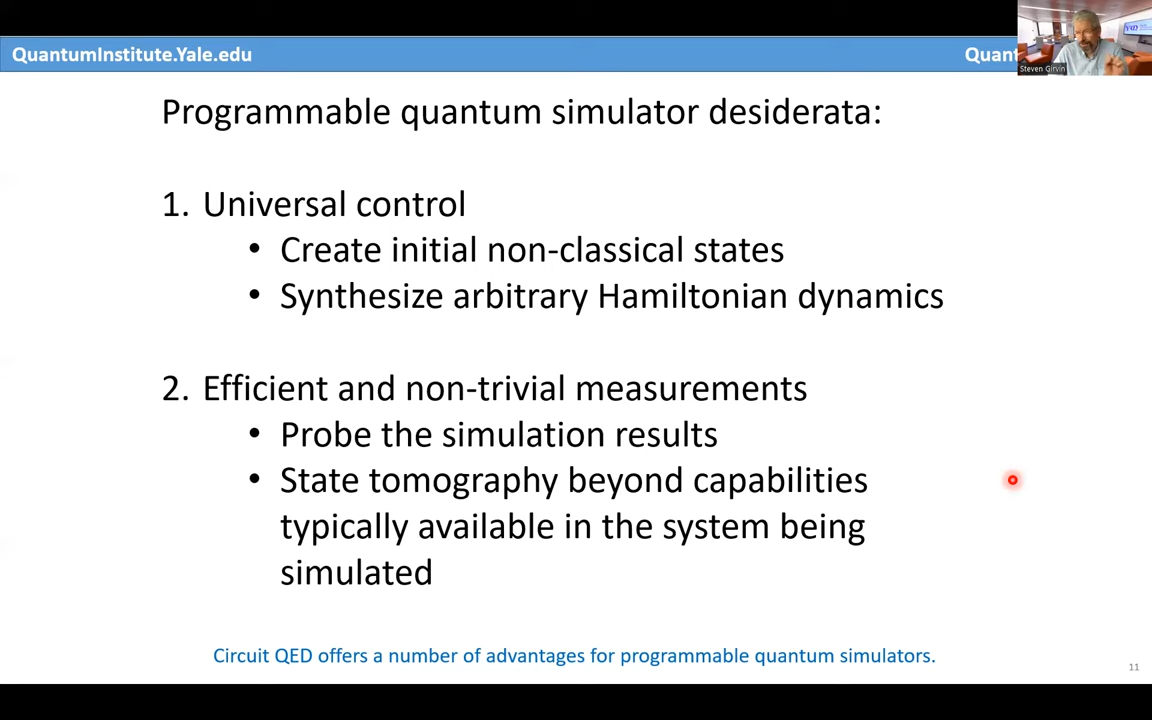 QuantumInstitute.Yale.edu
Quant
Steven Girvin
Yale
Programmable quantum simulator desiderata:
1. Universal control
• Create initial non-classical states
• Synthesize arbitrary Hamiltonian dynamics
2. Efficient and non-trivial measurements
• Probe the simulation results
• State tomography beyond capabilities
typically available in the system being
simulated
Circuit QED offers a number of advantages for programmable quantum simulators.
11